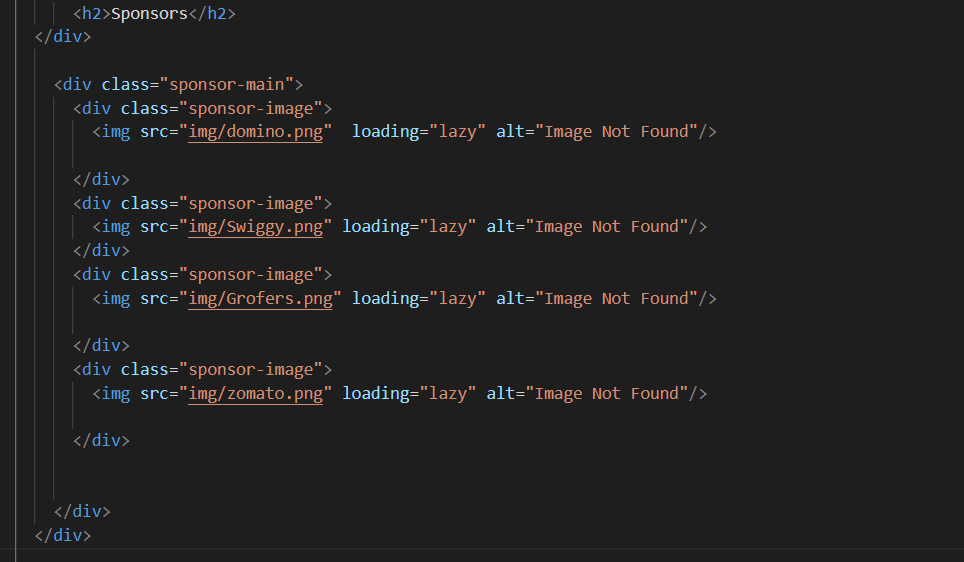 <h2>Sponsors</h2>
</div>
<div class="sponsor-main">
<div class="sponsor-image">
<img src="img/domino.png"  loading="lazy" alt="Image Not Found"/>
</div>
<div class="sponsor-image">
<img src="img/Swiggy.png" loading="lazy" alt="Image Not Found"/>
</div>
<div class="sponsor-image">
<img src="img/Grofers.png" loading="lazy" alt="Image Not Found"/>
</div>
<div class="sponsor-image">
<img src="img/zomato.png" loading="lazy" alt="Image Not Found"/>
</div>
</div>
</div>